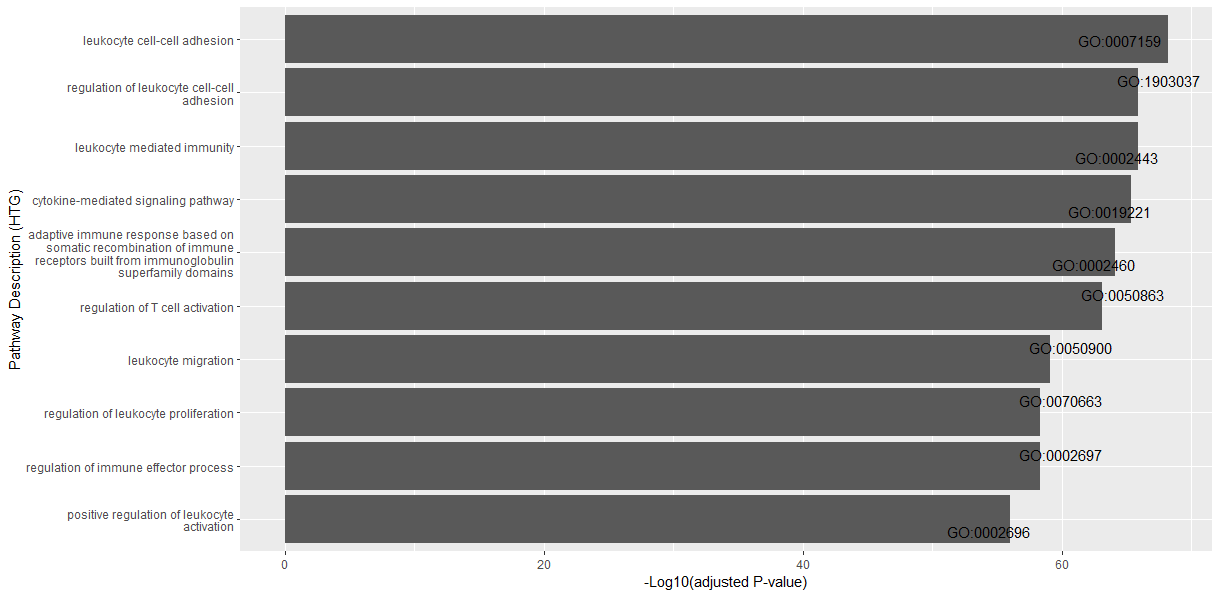 leukocyte cell-cell adhesion
GO:0007159
regulation of leukocyte cell-cell
adhesion
GO:1903037
leukocyte mediated immunity
GO:0002443
cytokine-mediated signaling pathway
GO:0019221
adaptive immune response based on
somatic recombination of immune
receptors built from immunoglobulin
superfamily domains
GO:0002460
regulation of T cell activation
GO:0050863
leukocyte migration
GO:0050900
regulation of leukocyte proliferation
GO:0070663
regulation of immune effector process
GO:0002697
positive regulation of leukocyte
activation
GO:0002696
Pathway Description (HTG)
0
20
40
60
-Log10(adjusted P-value)